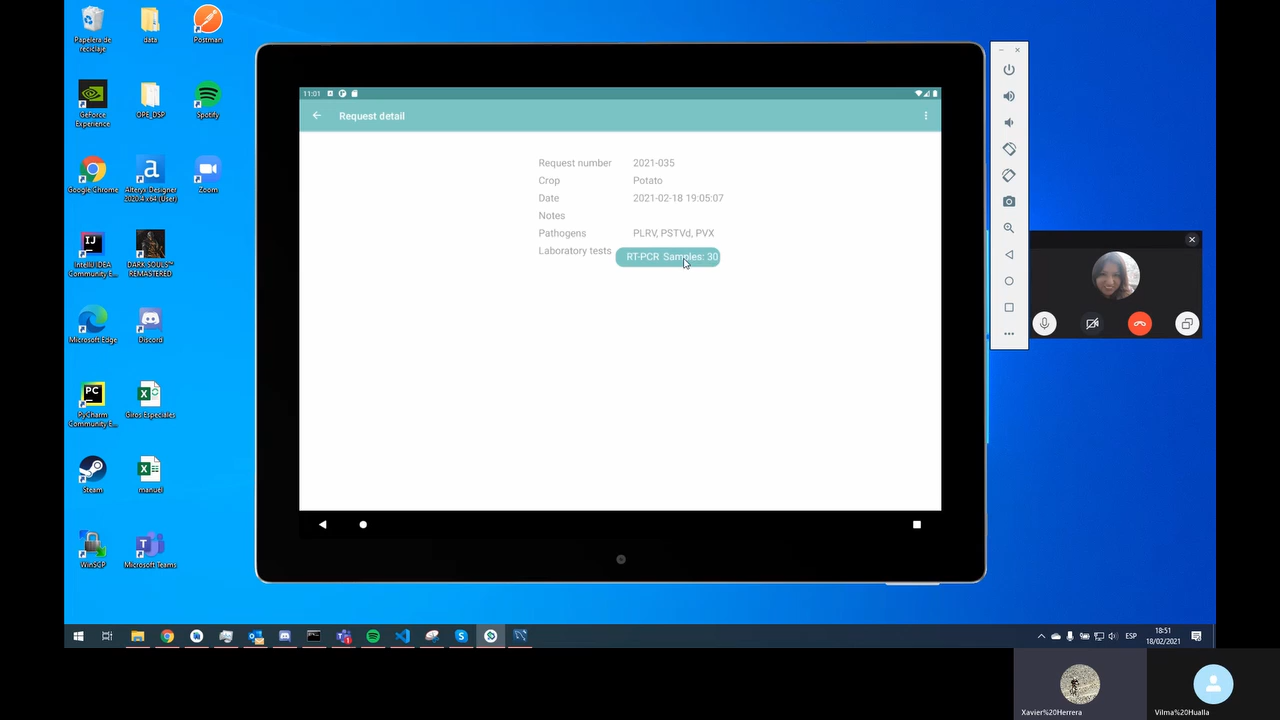 Papelera de reciclaje
data
Postman
GeForce Experience
OPE_DSP
Spotify
Google Chrome
Alteryx Designer 2020.4 x64 (User)
Zoom
IntelliJ IDEA Community E...
DARK SOULS™ REMASTERED
Microsoft Edge
Discord
PyCharm Community E...
Giros Especiales
Steam
manuel
WinSCP
Microsoft Teams
11:01
Request detail
Request number 2021-035
Crop Potato
Date 2021-02-18 19:05:07
Notes
Pathogens PLRV, PSTVd, PVX
Laboratory tests RT-PCR Samples: 30
ESP
18:51
18/02/2021
Xavier%20Herrera
Vilma%20Hualla